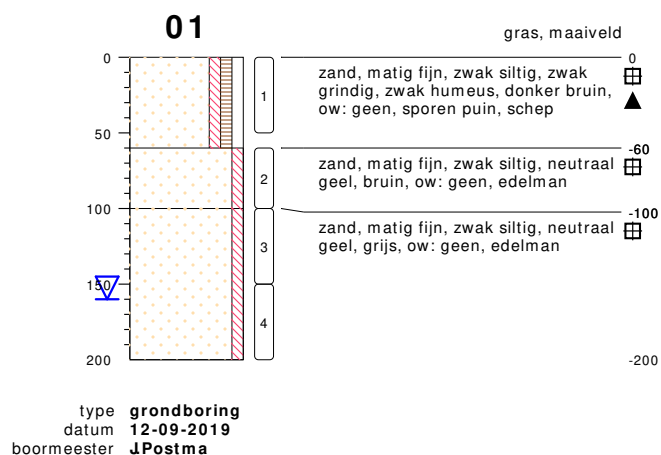 01
gras, maaiveld
0
0
zand, matig fijn, zwak siltig, zwak
grindig, zwak humeus, donker bruin,
ow: geen, sporen puin, schep
1
50
-60
zand, matig fijn, zwak siltig, neutraal
geel, bruin, ow: geen, edelman
2
100
-100
zand, matig fijn, zwak siltig, neutraal
geel, grijs, ow: geen, edelman
3
150
4
200
-200
type grondboring
datum 12-09-2019
boormeester J.Postma